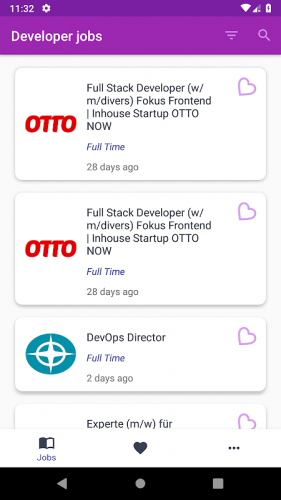 11:32
Developer jobs
Full Stack Developer (w/
m/divers) Fokus Frontend
| Inhouse Startup OTTO
NOW
OTTO
Full Time
28 days ago
Full Stack Developer (w/
m/divers) Fokus Frontend
| Inhouse Startup OTTO
NOW
OTTO
Full Time
28 days ago
DevOps Director
Full Time
2 days ago
Experte (m/w) für
Jobs